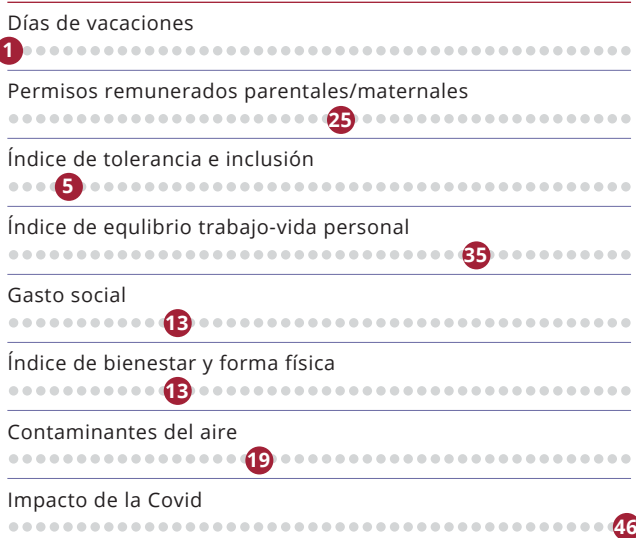 Días de vacaciones
1
Permisos remunerados parentales/maternales
25
Índice de tolerancia e inclusión
5
Índice de equlibrio trabajo-vida personal
35
Gasto social
13
Índice de bienestar y forma física
13
Contaminantes del aire
19
Impacto de la Covid
46